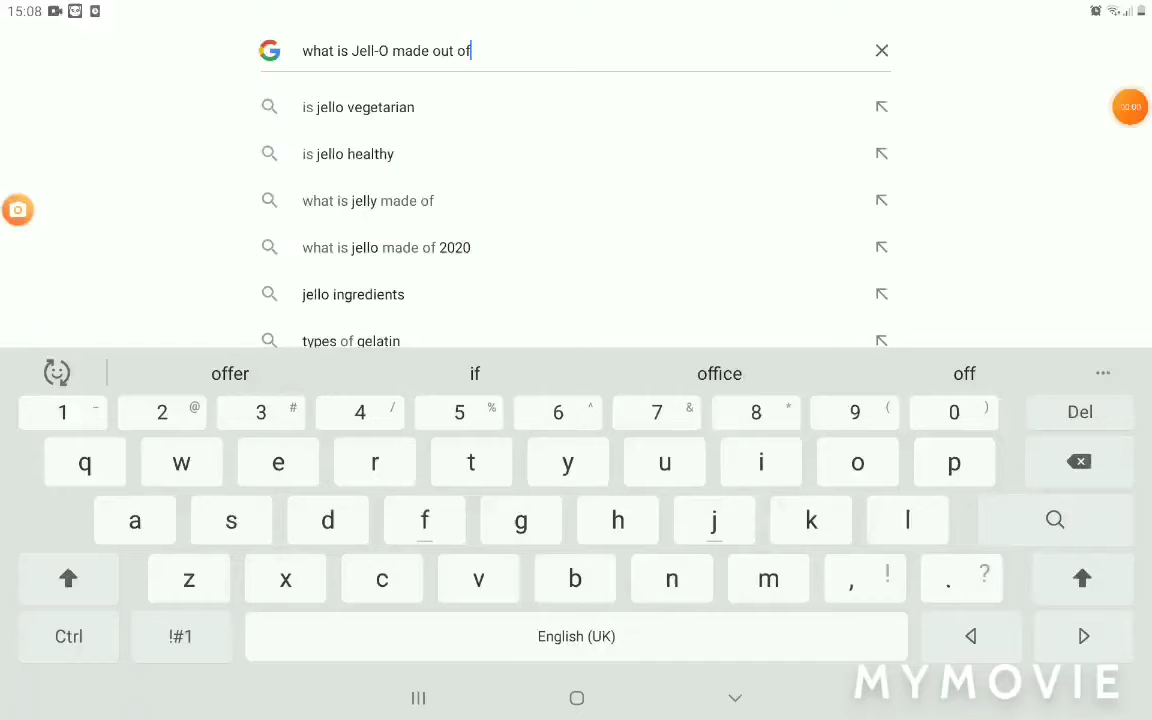 15:08
what is Jell-O made out of
00:00
is jello vegetarian
is jello healthy
what is jelly made of
what is jello made of 2020
jello ingredients
types of gelatin
offer if office off
1 - 2 @ 3 # 4 / 5 % 6 ^ 7 & 8 * 9 ( 0 ) Del
q w e r t y u i o p
a s d f g h j k l
z x c v b n m , ! . ?
Ctrl !#1 English (UK)
MYMOVIE